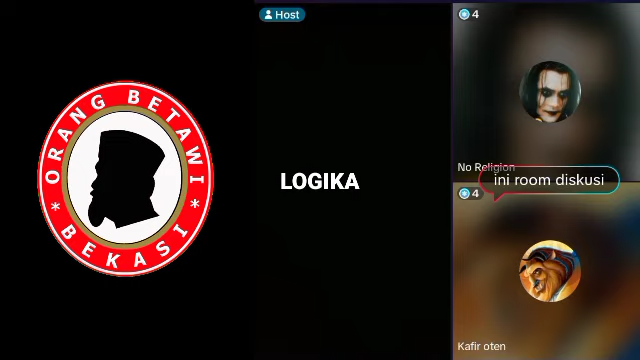 ORANG BETAWI
* BEKASI *
Host
LOGIKA
4
No Religion
ini room diskusi
4
Kafir oten